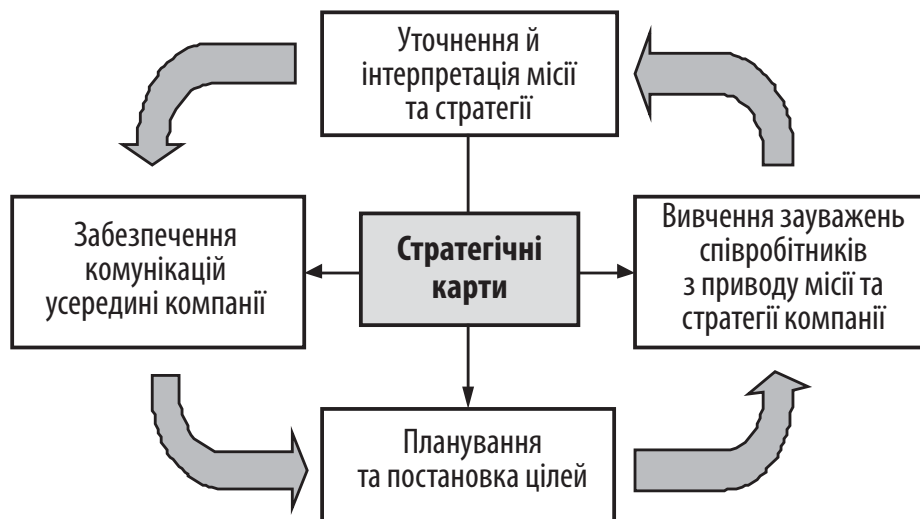 Уточнення й
інтерпретація місії
та стратегії
Забезпечення
комунікацій
усередині компанії
Стратегічні
карти
Вивчення зауважень
співробітників
з приводу місії та
стратегії компанії
Планування
та постановка цілей